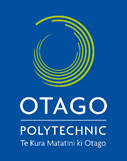 OTAGO
POLYTECHNIC
Te Kura Matatini ki Otago